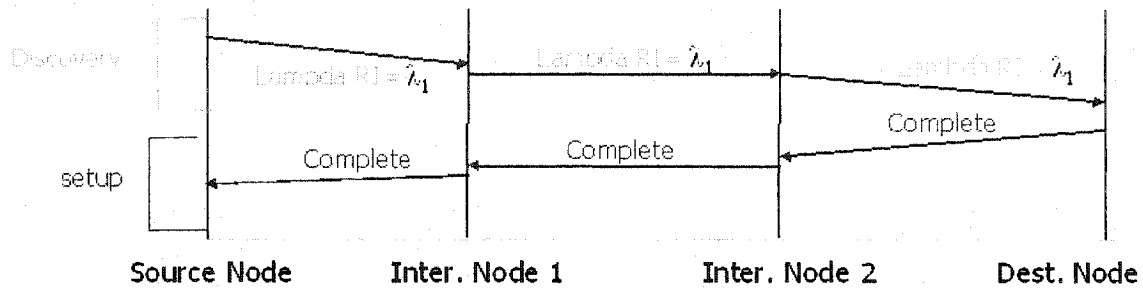 Discovery
Lambda RI = λ₁
Lambda RI = λ₁
Lambda RI λ₁
Complete
Complete
Complete
setup
Source Node
Inter. Node 1
Inter. Node 2
Dest. Node